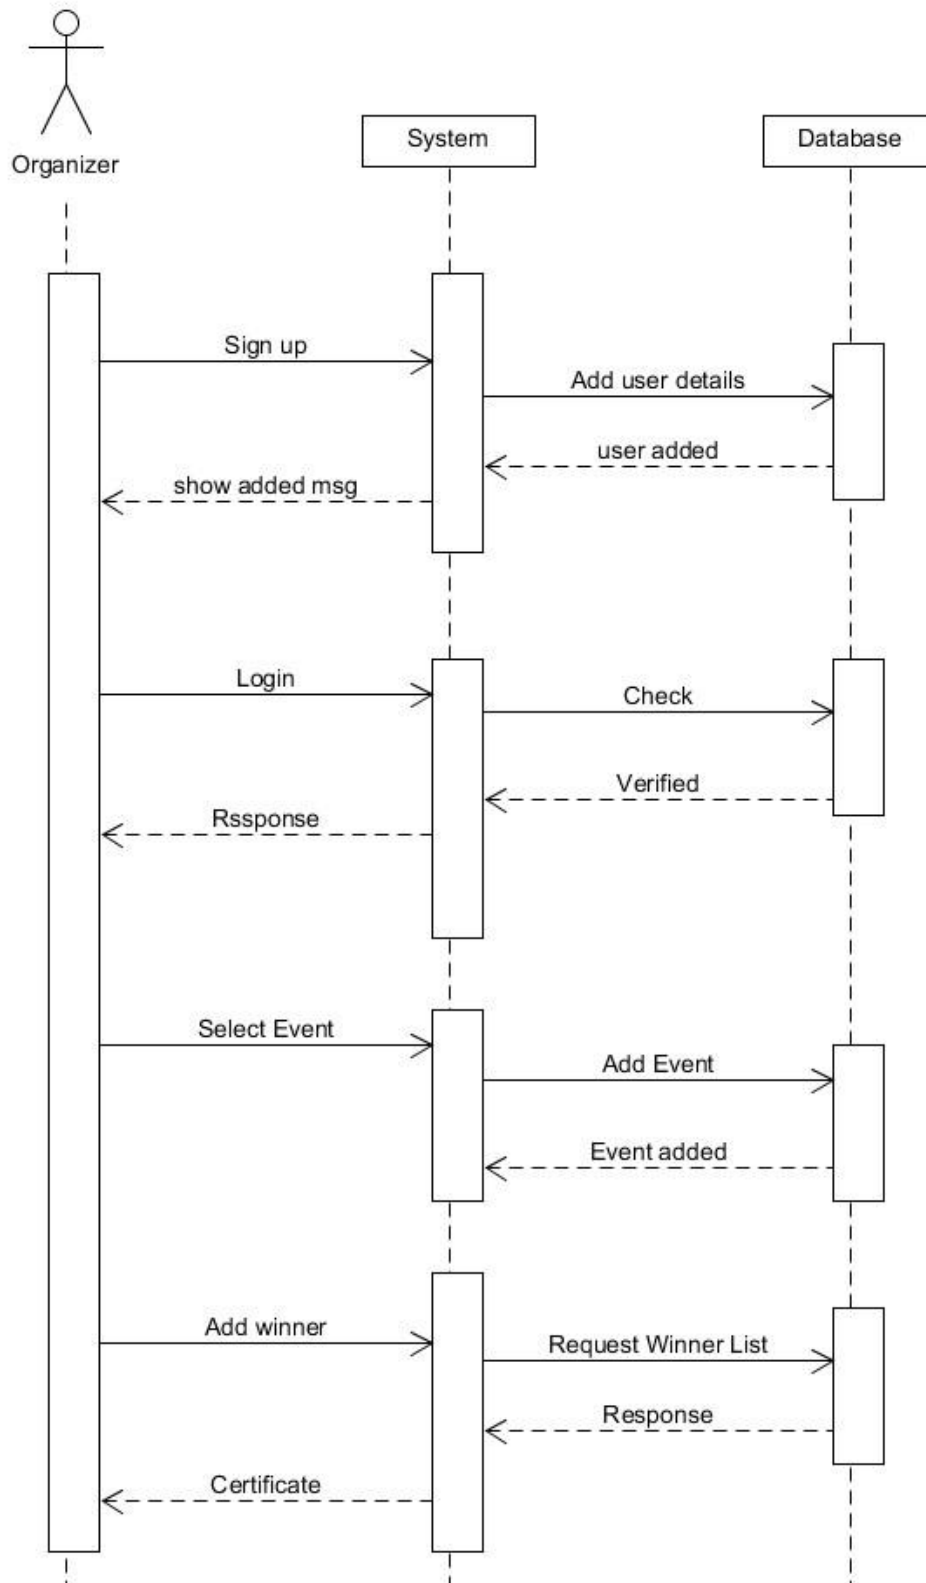 Organizer
System
Database
Sign up
Add user details
user added
show added msg
Login
Check
Verified
Rssponse
Select Event
Add Event
Event added
Add winner
Request Winner List
Response
Certificate